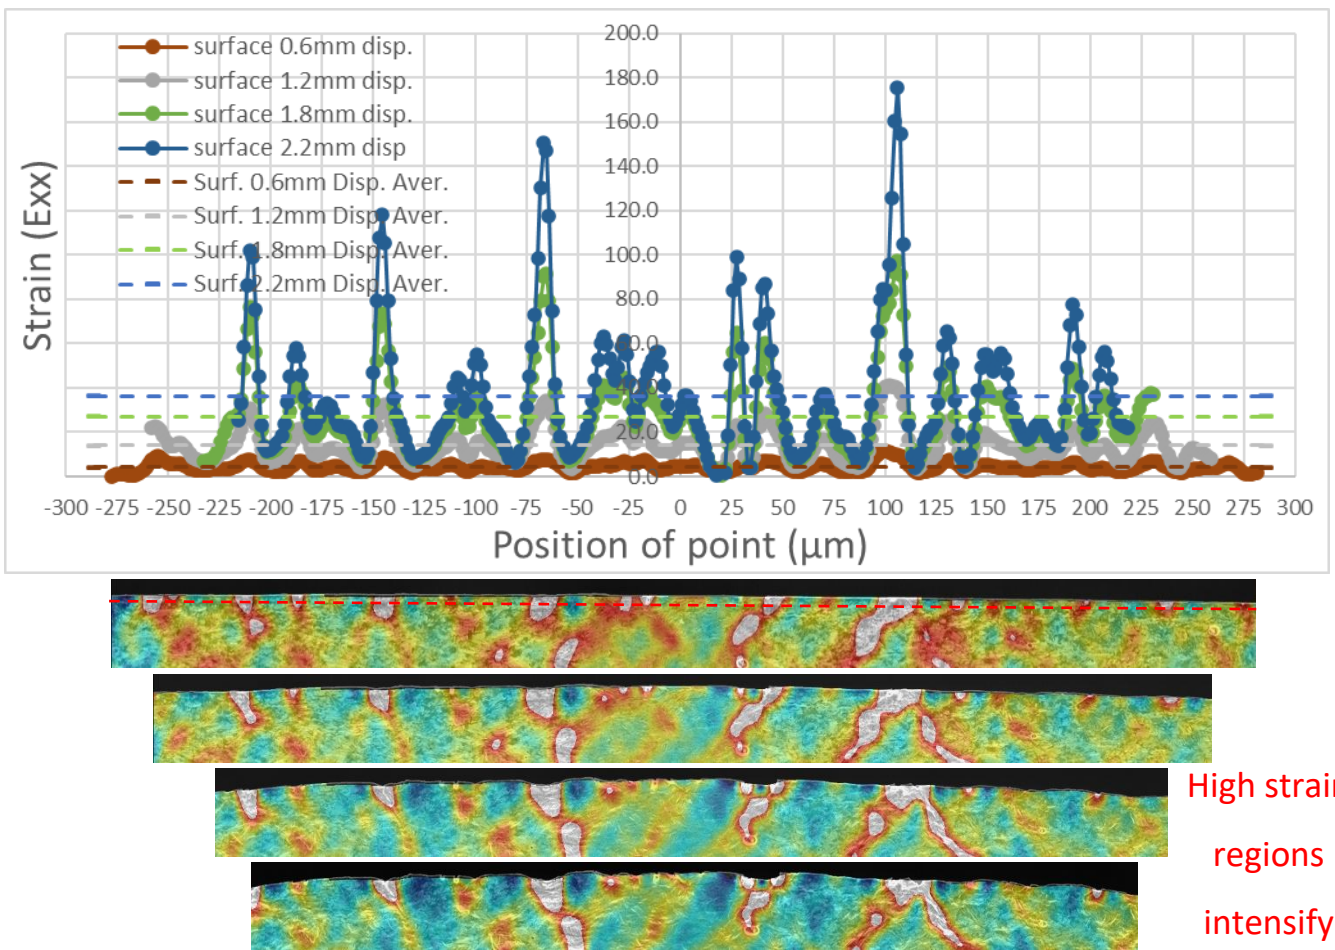 200.0
180.0
160.0
140.0
120.0
100.0
80.0
20.0
0.0
surface 0.6mm disp.
surface 1.2mm disp.
surface 1.8mm disp.
surface 2.2mm disp
Surf. 0.6mm Disp. Aver.
Surf. 1.2mm Disp. Aver.
Surf. 1.8mm Disp. Aver.
Surf. 2.2mm Disp. Aver.
Strain (Exx)
-300 -275 -250 -225 -200 -175 -150 -125 -100 -75 -50 -25 0 25 50 75 100 125 150 175 200 225 250 275 300
Position of point (μm)
High strain
regions
intensify